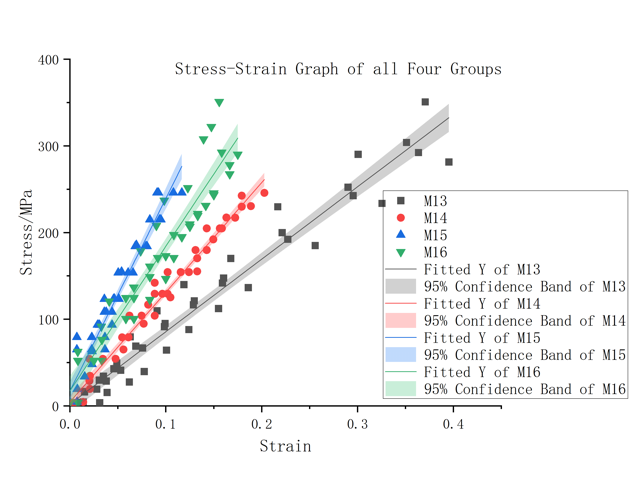 Stress-Strain Graph of all Four Groups
400
300
200
100
0
Stress/MPa
0.0
0.1
0.2
0.3
0.4
Strain
M13
M14
M15
M16
Fitted Y of M13
95% Confidence Band of M13
Fitted Y of M14
95% Confidence Band of M14
Fitted Y of M15
95% Confidence Band of M15
Fitted Y of M16
95% Confidence Band of M16